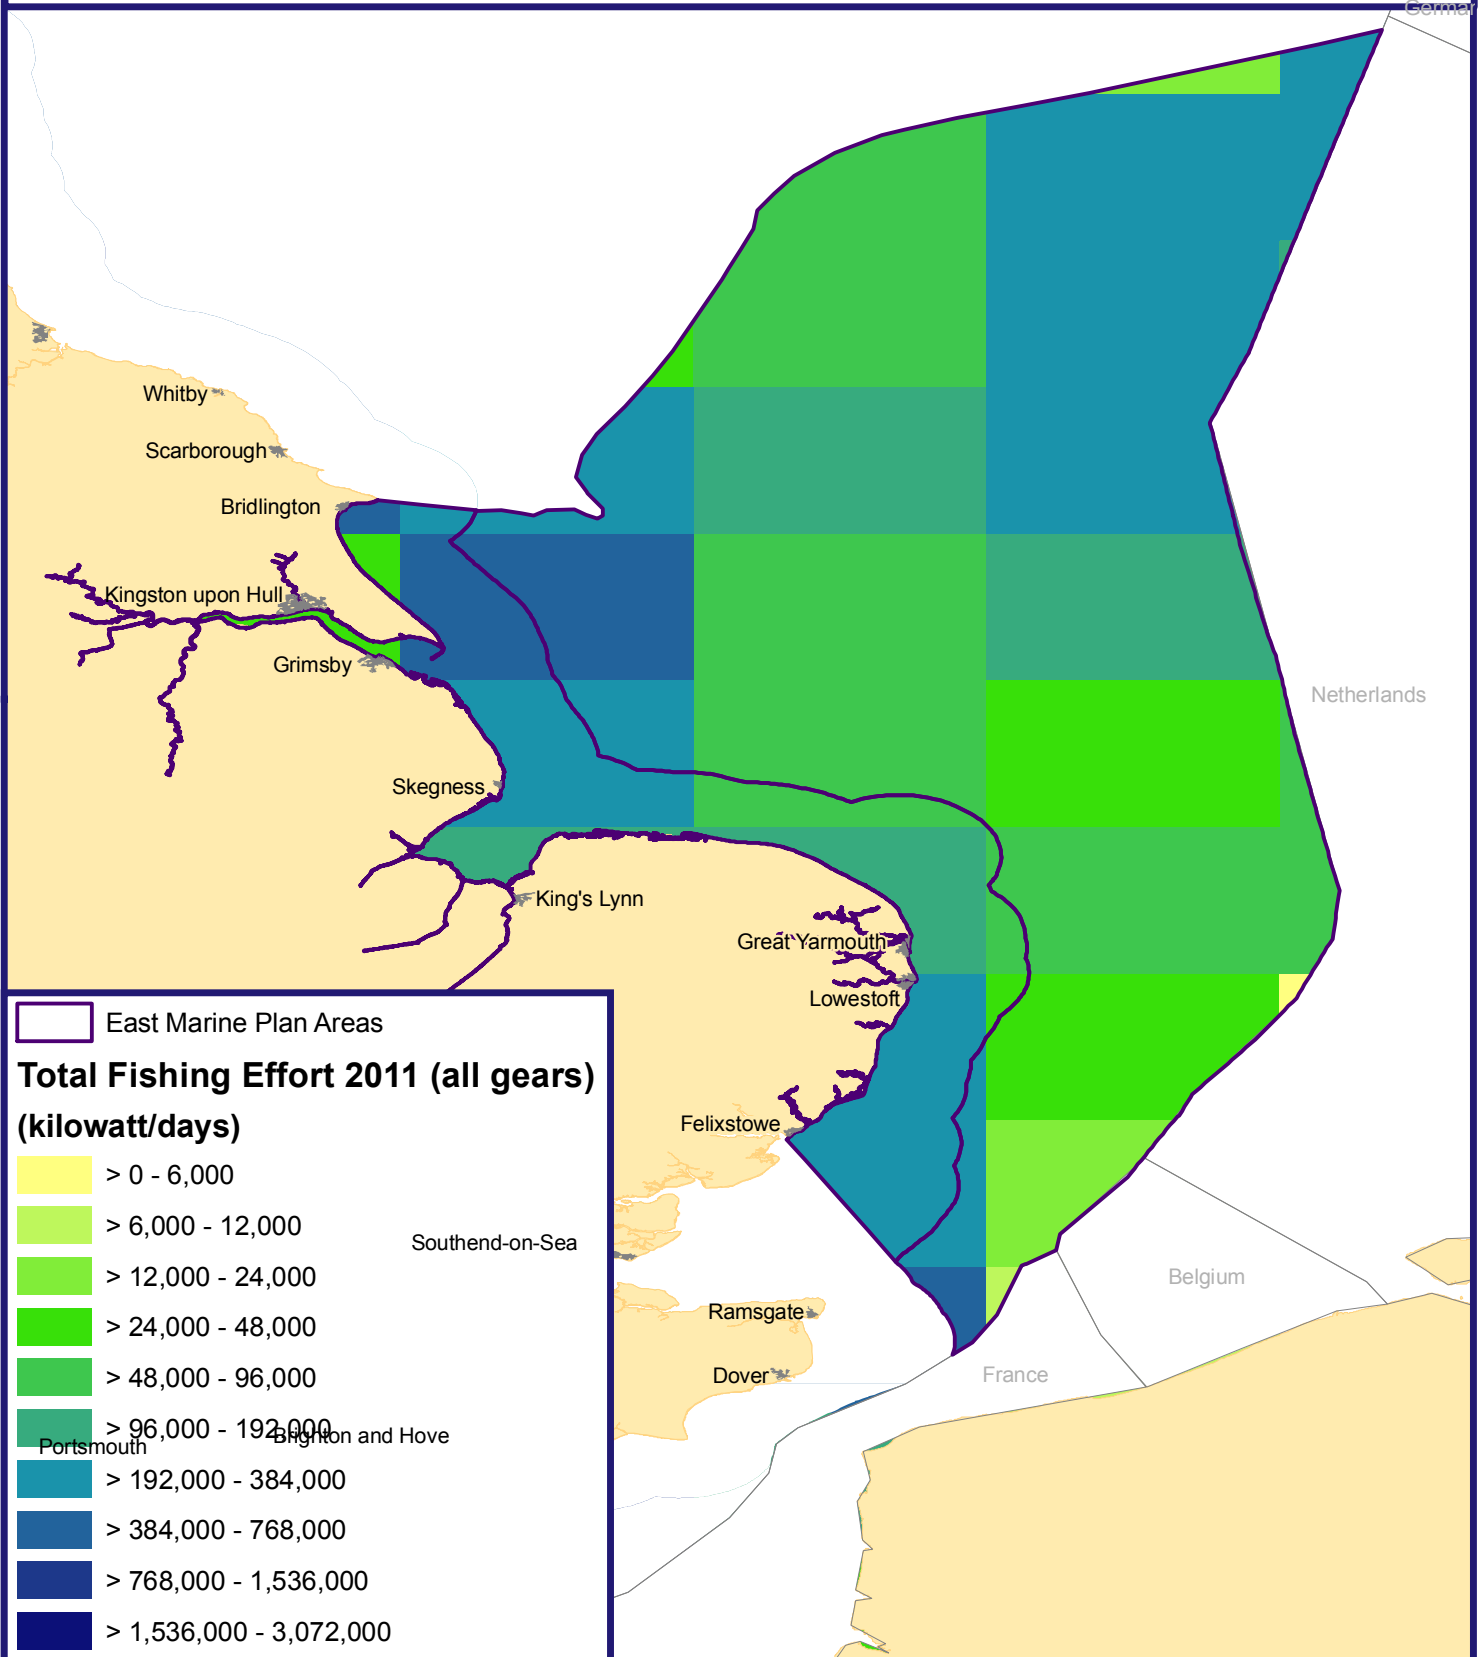 Whitby
Scarborough
Bridlington
Kingston upon Hull
Grimsby
Netherlands
Skegness
King's Lynn
Great Yarmouth
Lowestoft
East Marine Plan Areas
Total Fishing Effort 2011 (all gears)
(kilowatt/days)
Felixstowe
> 0 - 6,000
> 6,000 - 12,000
Southend-on-Sea
> 12,000 - 24,000
Belgium
> 24,000 - 48,000
Ramsgate
> 48,000 - 96,000
Dover
France
> 96,000 - 192,000
Brighton and Hove
Portsmouth
> 192,000 - 384,000
> 384,000 - 768,000
> 768,000 - 1,536,000
> 1,536,000 - 3,072,000